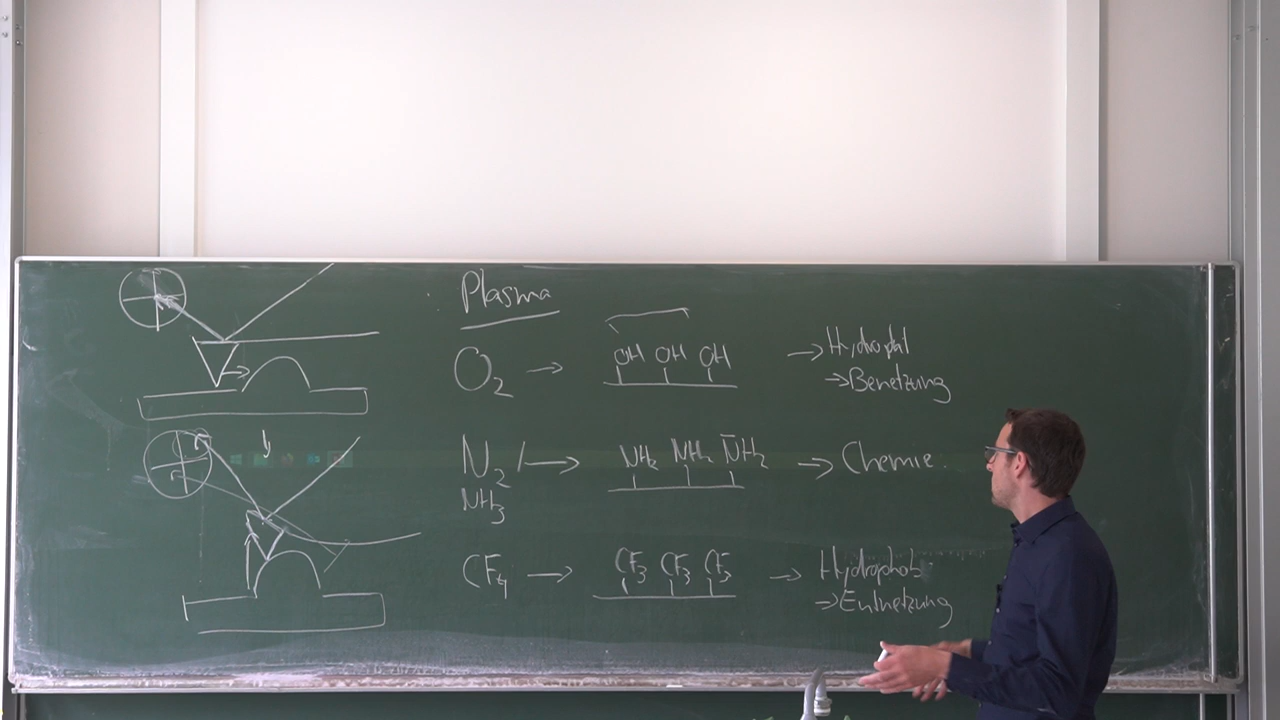 Plasma
O2 → OH OH OH → Hydrophil
⇒ Benetzung
N2 / → NH2 NH2 NH2 → Chemie
NH3
CF4 → CF3 CF3 CF3 → Hydrophob
⇒ Entnetzung